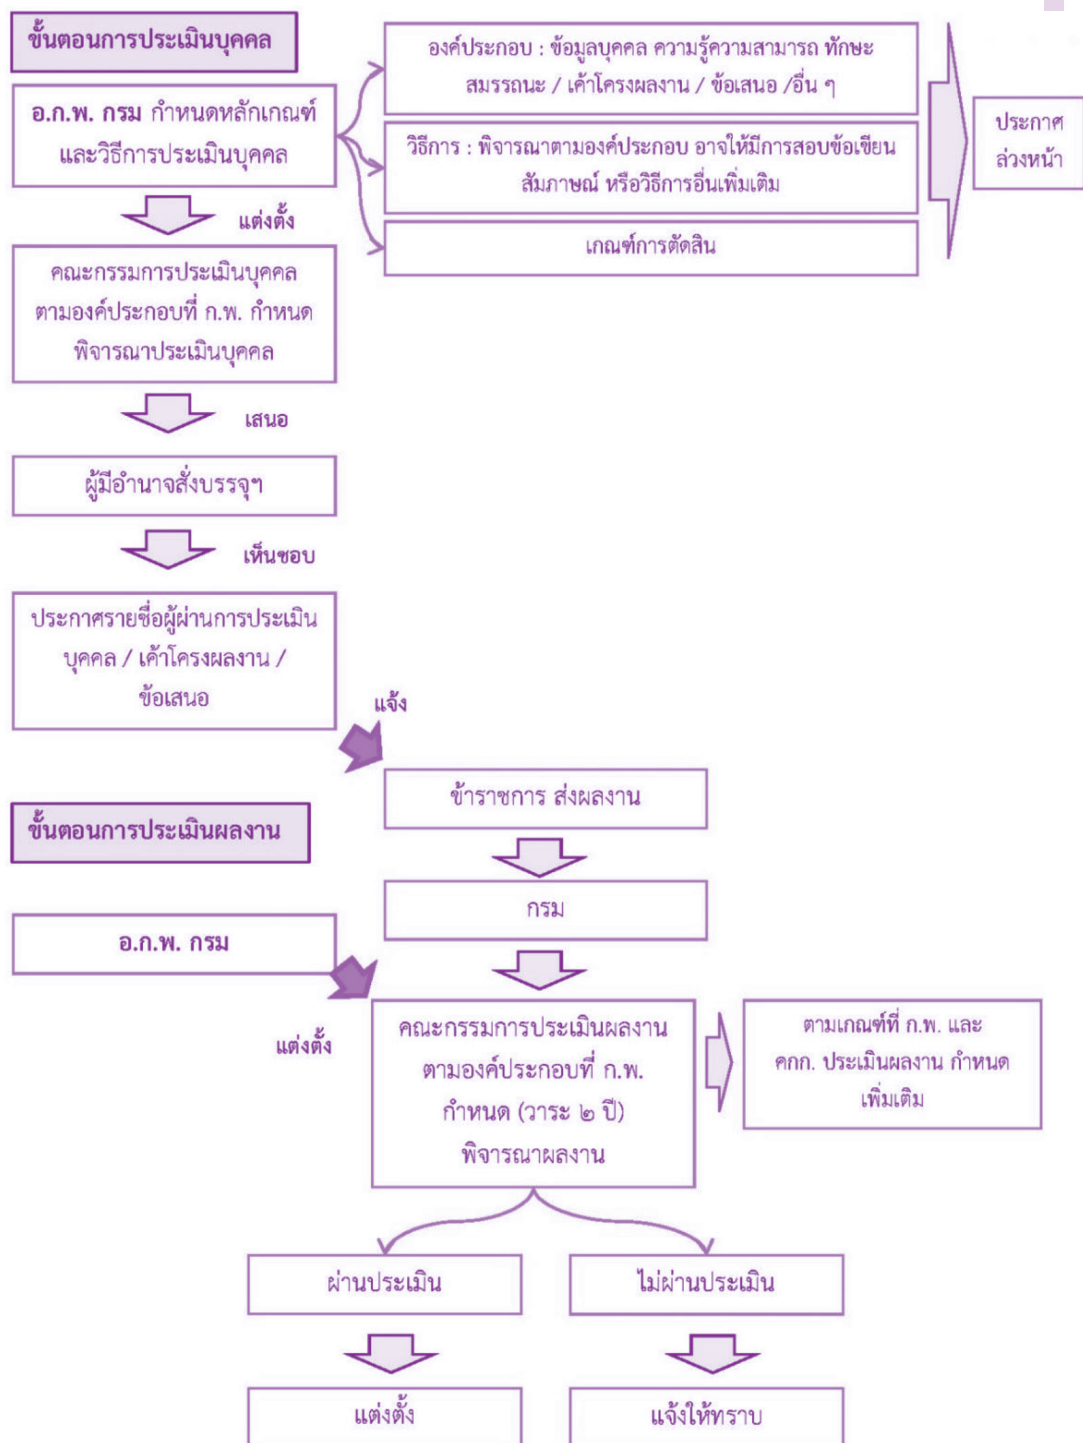 ขั้นตอนการประเมินบุคคล
อ.ก.พ. กรม กำหนดหลักเกณฑ์
และวิธีการประเมินบุคคล
องค์ประกอบ : ข้อมูลบุคคล ความรู้ความสามารถ ทักษะ
สมรรถนะ / เค้าโครงผลงาน / ข้อเสนอ /อื่น ๆ
วิธีการ : พิจารณาตามองค์ประกอบ อาจให้มีการสอบข้อเขียน
สัมภาษณ์ หรือวิธีการอื่นเพิ่มเติม
เกณฑ์การตัดสิน
ประกาศ
ล่วงหน้า
แต่งตั้ง
คณะกรรมการประเมินบุคคล
ตามองค์ประกอบที่ ก.พ. กำหนด
พิจารณาประเมินบุคคล
เสนอ
ผู้มีอำนาจสั่งบรรจุฯ
เห็นชอบ
ประกาศรายชื่อผู้ผ่านการประเมิน
บุคคล / เค้าโครงผลงาน /
ข้อเสนอ
แจ้ง
ข้าราชการ ส่งผลงาน
ขั้นตอนการประเมินผลงาน
กรม
อ.ก.พ. กรม
แต่งตั้ง
คณะกรรมการประเมินผลงาน
ตามองค์ประกอบที่ ก.พ.
กำหนด (วาระ ๒ ปี)
พิจารณาผลงาน
ตามเกณฑ์ที่ ก.พ. และ
คกก. ประเมินผลงาน กำหนด
เพิ่มเติม
ผ่านประเมิน
ไม่ผ่านประเมิน
แต่งตั้ง
แจ้งให้ทราบ